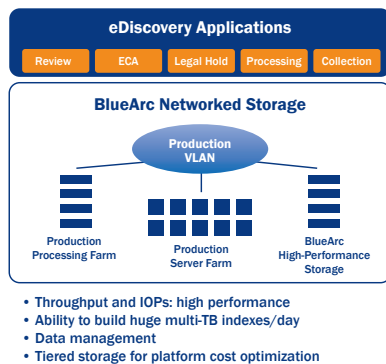 eDiscovery Applications
Review ECA Legal Hold Processing Collection
BlueArc Networked Storage
Production
VLAN
Production
Processing Farm
Production
Server Farm
BlueArc
High-Performance
Storage
• Throughput and IOPs: high performance
• Ability to build huge multi-TB indexes/day
• Data management
• Tiered storage for platform cost optimization